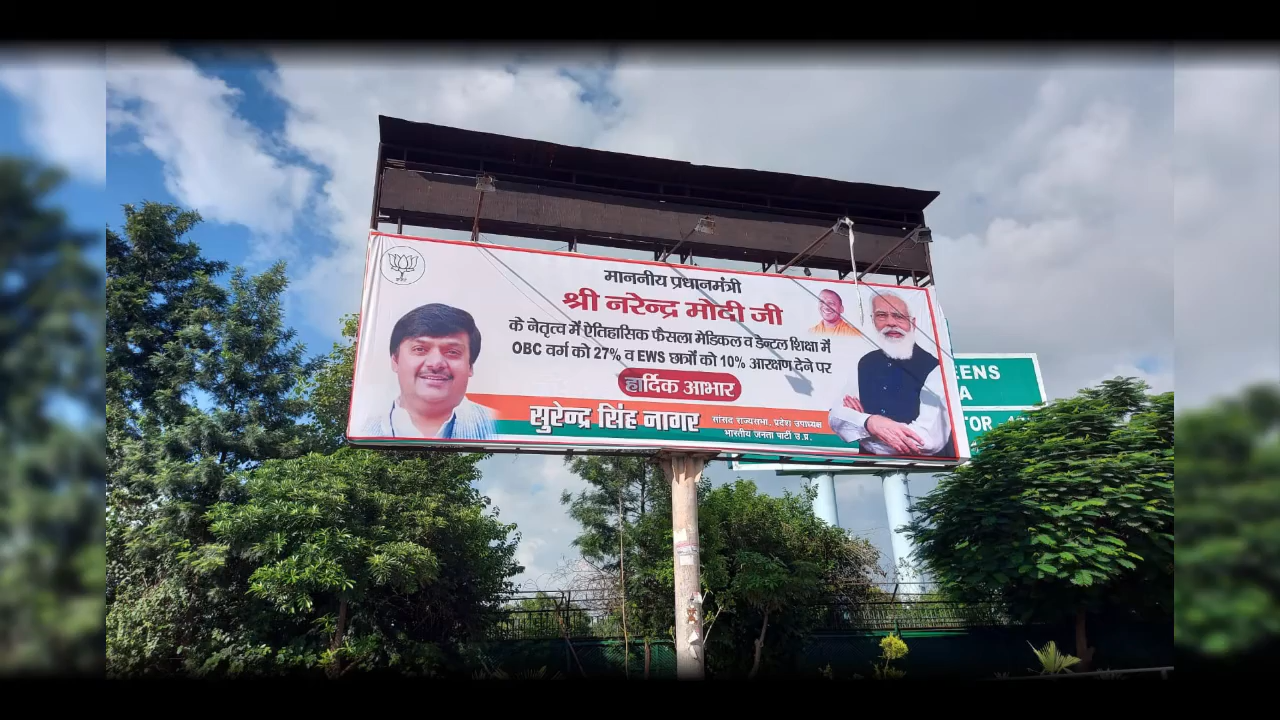 माननीय प्रधानमंत्री
श्री नरेन्द्र मोदी जी
के नेतृत्व में ऐतिहासिक फैसला मेडिकल व डेन्टल शिक्षा में
OBC वर्ग को 27% व EWS छात्रों को 10% आरक्षण देने पर
हार्दिक आभार
सुरेन्द्र सिंह नागर
सांसद राज्यसभा, प्रदेश उपाध्यक्ष
भारतीय जनता पार्टी उ.प्र.
EENS
A
TOR